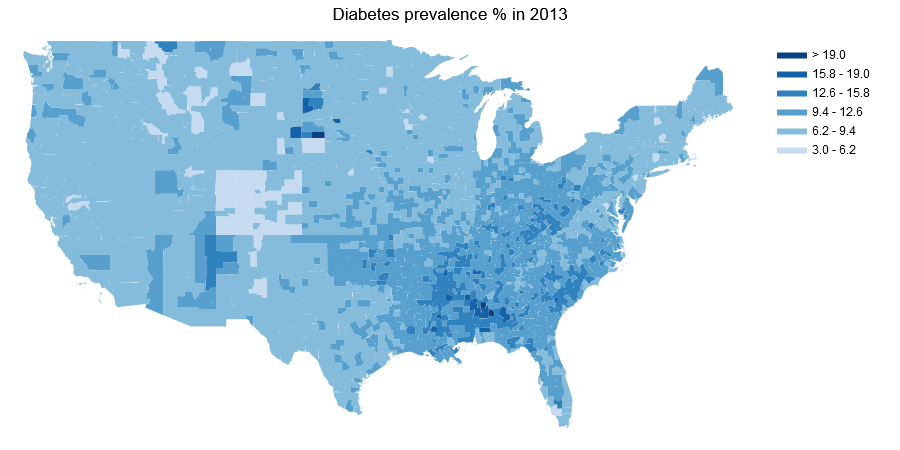 Diabetes prevalence % in 2013
> 19.0
15.8 - 19.0
12.6 - 15.8
9.4 - 12.6
6.2 - 9.4
3.0 - 6.2